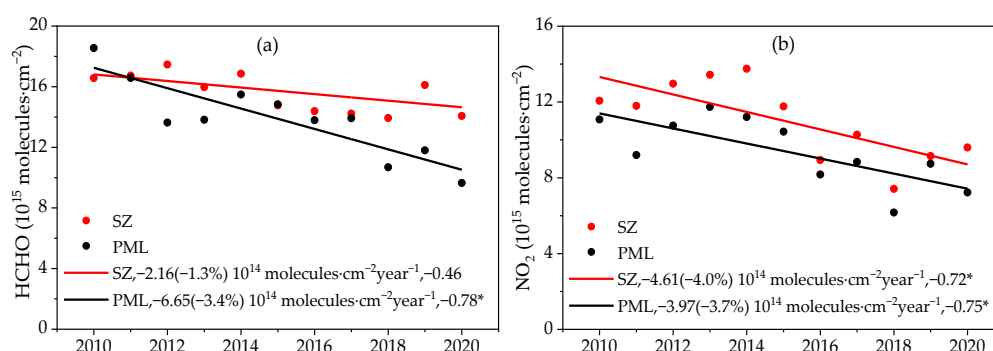 (a)
HCHO (10¹⁵ molecules·cm⁻²)
20
16
12
8
4
0
SZ
PML
SZ,−2.16(−1.3%) 10¹⁴ molecules·cm⁻²year⁻¹,−0.46
PML,−6.65(−3.4%) 10¹⁴ molecules·cm⁻²year⁻¹,−0.78*
2010 2012 2014 2016 2018 2020
(b)
NO₂ (10¹⁵ molecules·cm⁻²)
16
12
8
4
0
SZ
PML
SZ,−4.61(−4.0%) 10¹⁴ molecules·cm⁻²year⁻¹,−0.72*
PML,−3.97(−3.7%) 10¹⁴ molecules·cm⁻²year⁻¹,−0.75*
2010 2012 2014 2016 2018 2020